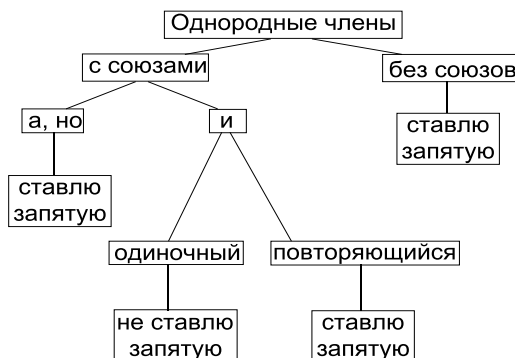 Однородные члены
с союзами
без союзов
а, но
и
ставлю
запятую
ставлю
запятую
одиночный
повторяющийся
не ставлю
запятую
ставлю
запятую